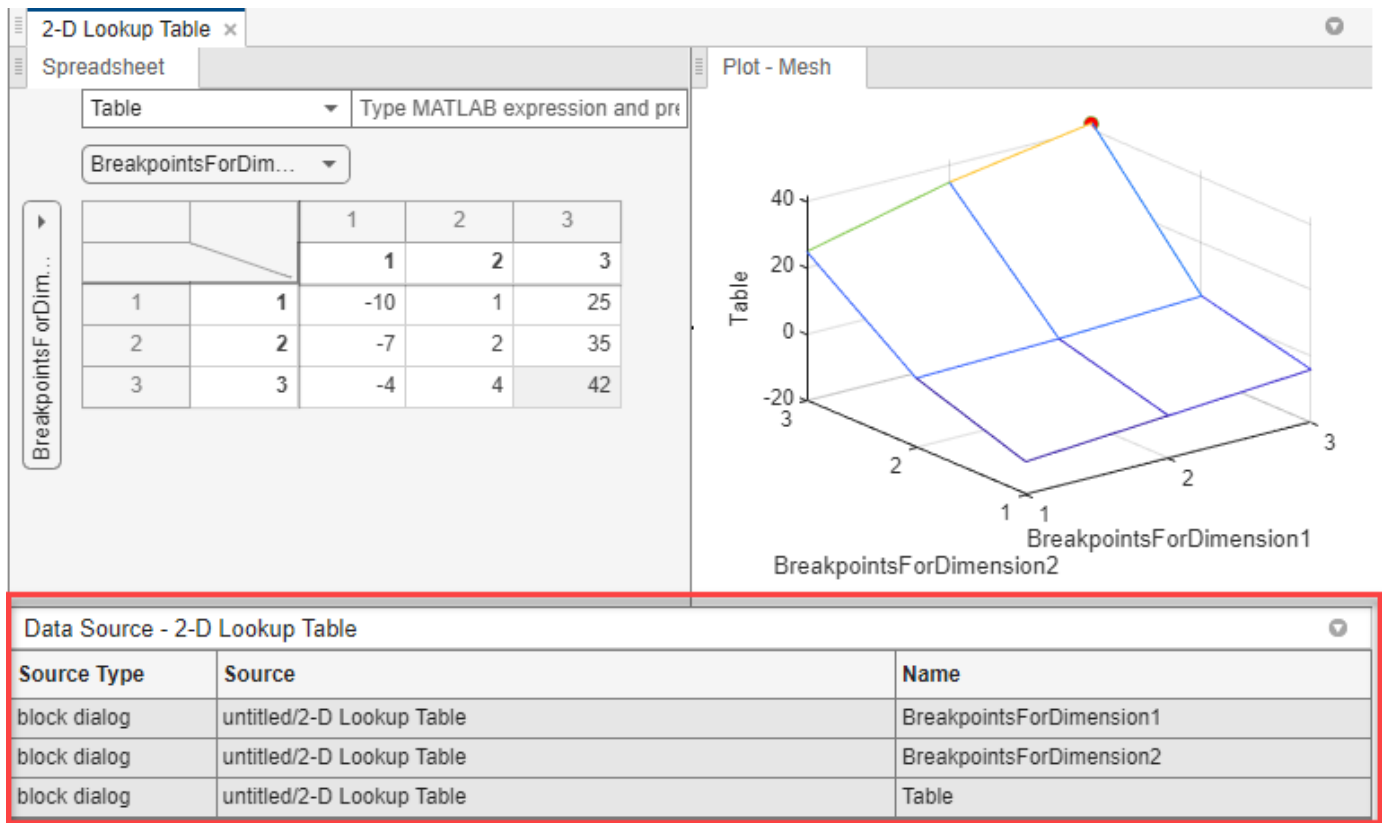 2-D Lookup Table ×
Spreadsheet
Table
Type MATLAB expression and pre
BreakpointsForDim...
BreakpointsForDim...
1 2 3
1 2 3
1 1 -10 1 25
2 2 -7 2 35
3 3 -4 4 42
Plot - Mesh
40
20
0
-20
Table
3
2
1
1
2
3
BreakpointsForDimension1
BreakpointsForDimension2
Data Source - 2-D Lookup Table
Source Type Source Name
block dialog untitled/2-D Lookup Table BreakpointsForDimension1
block dialog untitled/2-D Lookup Table BreakpointsForDimension2
block dialog untitled/2-D Lookup Table Table